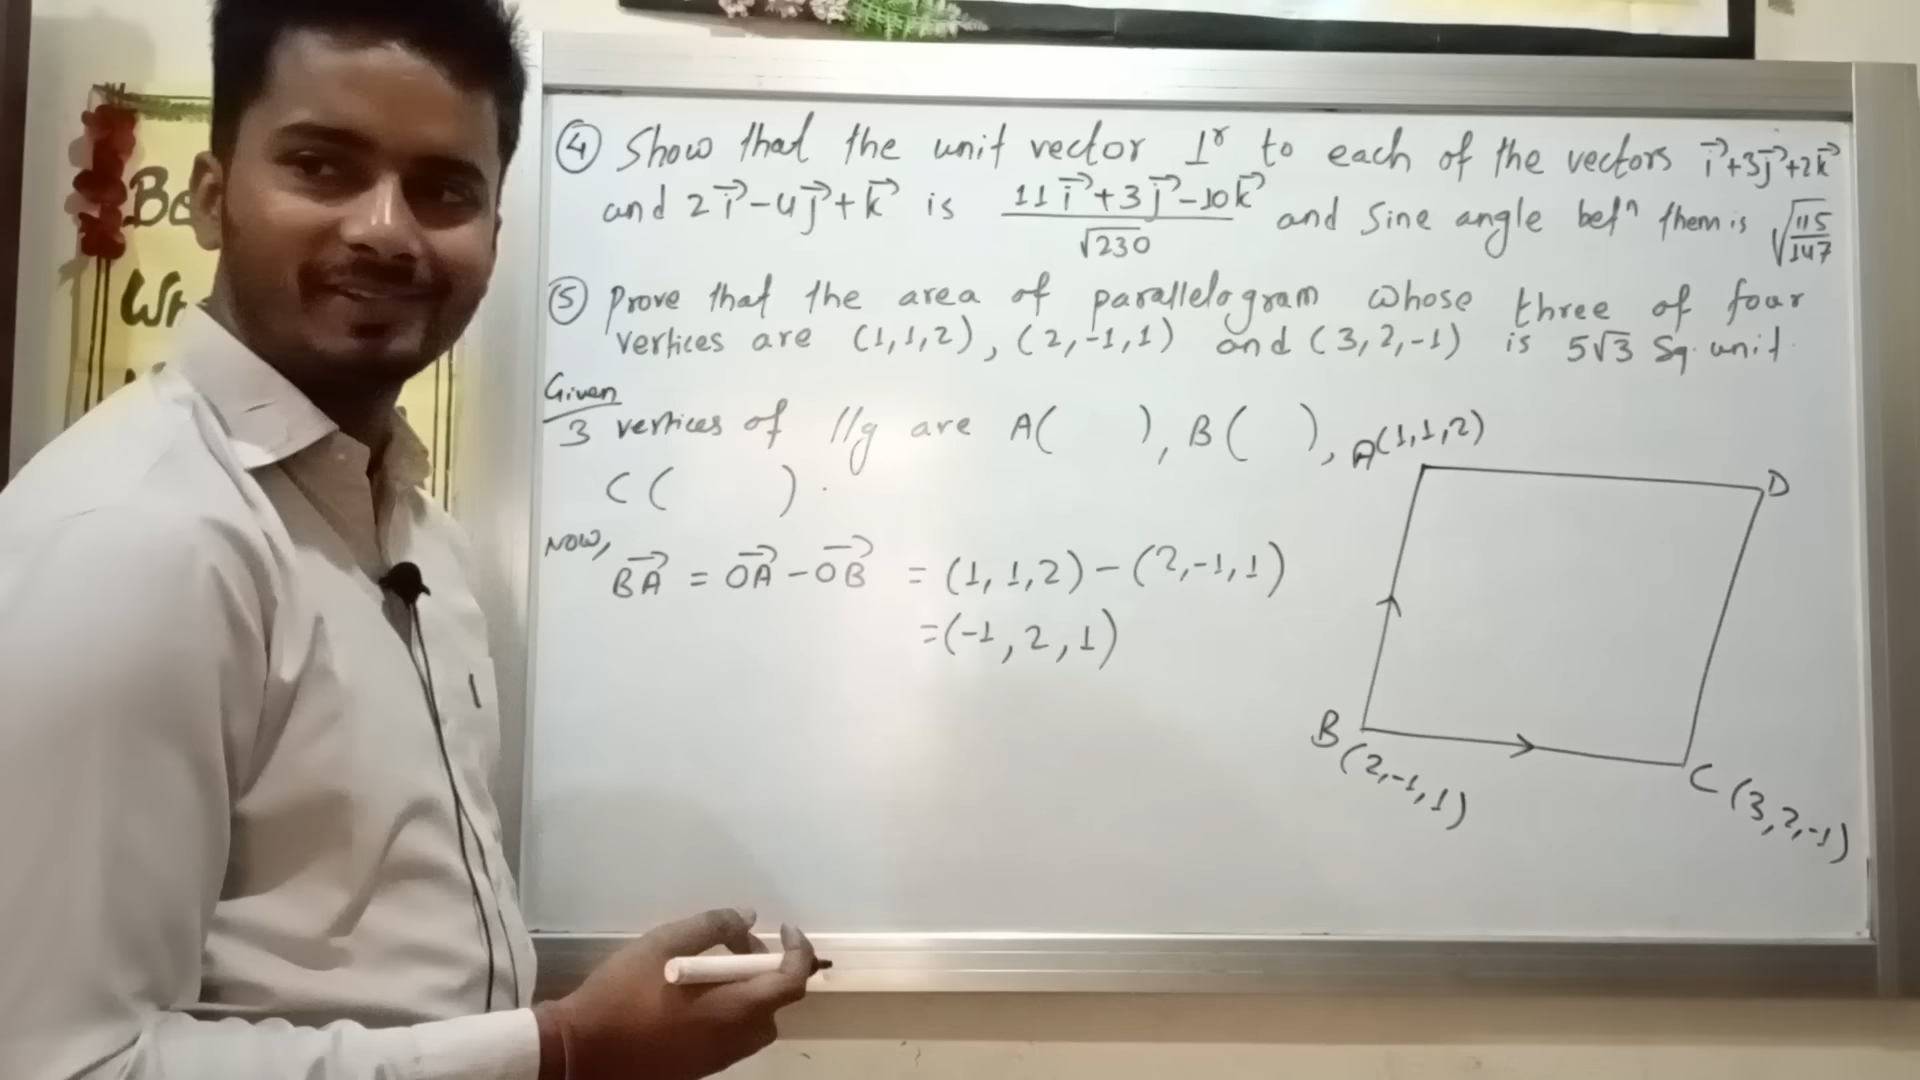 ④ Show that the unit vector ⊥r to each of the vectors i⃗+3j⃗+2k⃗
and 2i⃗-4j⃗+k⃗ is (11i⃗+3j⃗-10k⃗)/√230 and Sine angle betn them is √(115/147)
⑤ Prove that the area of parallelogram whose three of four
vertices are (1,1,2), (2,-1,1) and (3,2,-1) is 5√3 Sq. unit.
Given
3 vertices of //g are A( ), B( ),
C( ).
Now,
BA⃗ = OA⃗ - OB⃗ = (1,1,2) - (2,-1,1)
= (-1,2,1)
A(1,1,2)
D
B
(2,-1,1)
C (3,2,-1)
Be